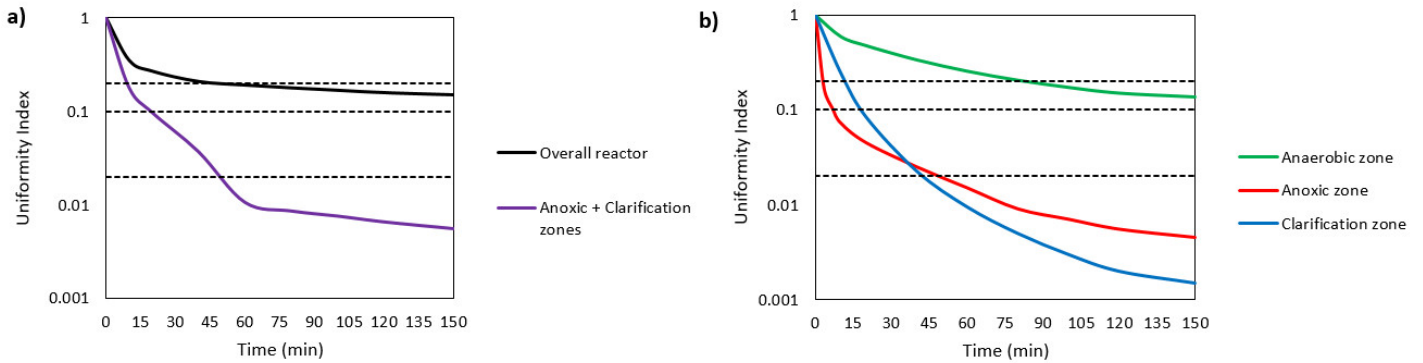 a)
1
0.1
0.01
0.001
Uniformity Index
0 15 30 45 60 75 90 105 120 135 150
Time (min)
Overall reactor
Anoxic + Clarification
zones
b)
1
0.1
0.01
0.001
Uniformity Index
0 15 30 45 60 75 90 105 120 135 150
Time (min)
Anaerobic zone
Anoxic zone
Clarification zone